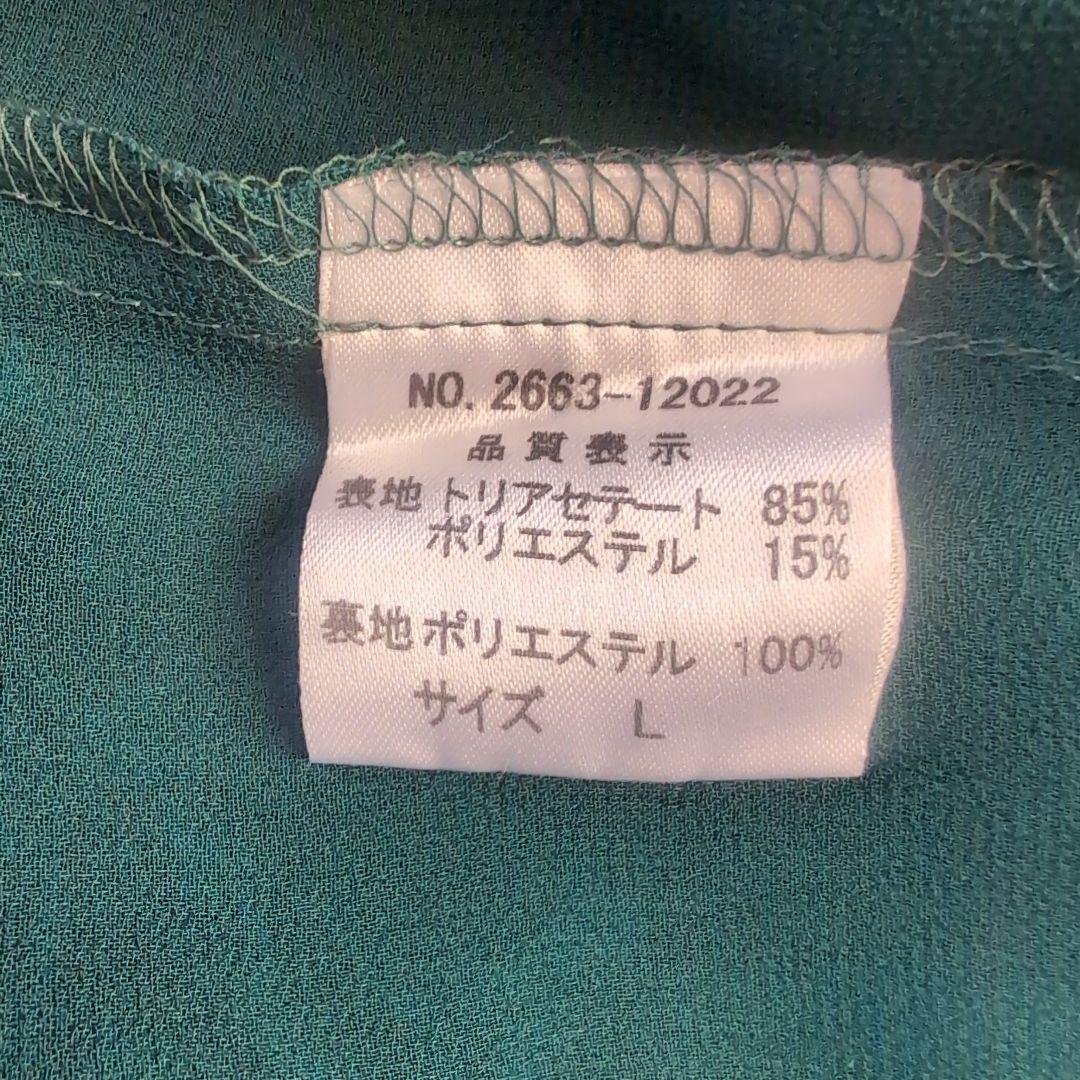 NO. 2663-12022
品質表示
表地 トリアセテート 85%
ポリエステル 15%
裏地 ポリエステル 100%
サイズ L